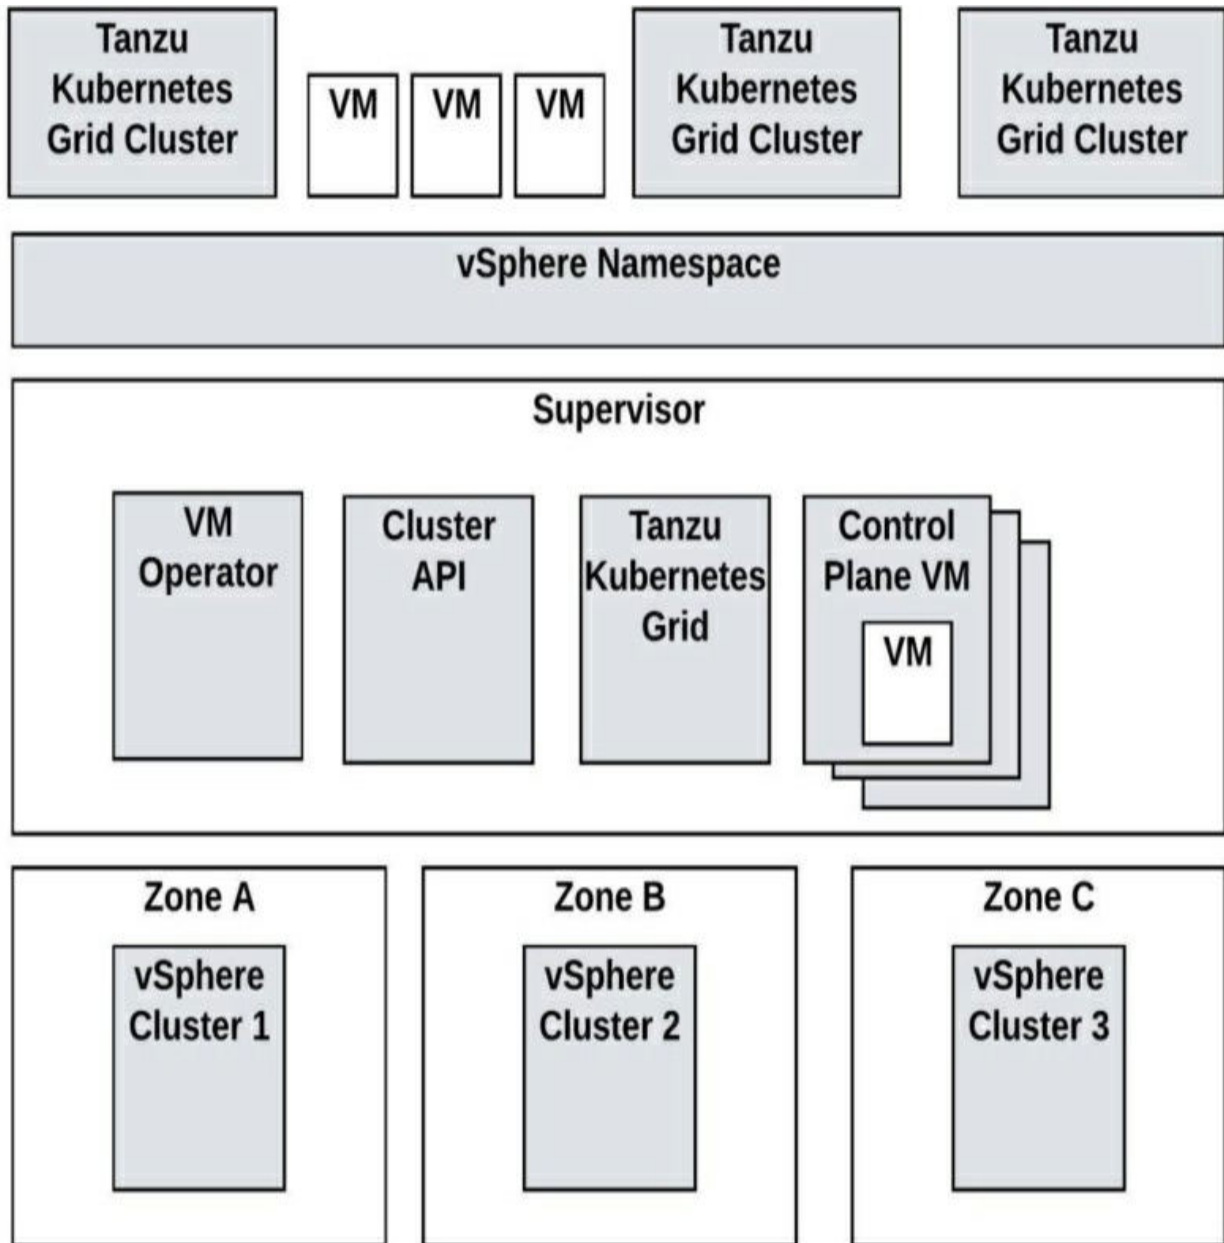 Tanzu
Kubernetes
Grid Cluster
VM
VM
VM
Tanzu
Kubernetes
Grid Cluster
Tanzu
Kubernetes
Grid Cluster
vSphere Namespace
Supervisor
VM
Operator
Cluster
API
Tanzu
Kubernetes
Grid
Control
Plane VM
VM
Zone A
vSphere
Cluster 1
Zone B
vSphere
Cluster 2
Zone C
vSphere
Cluster 3